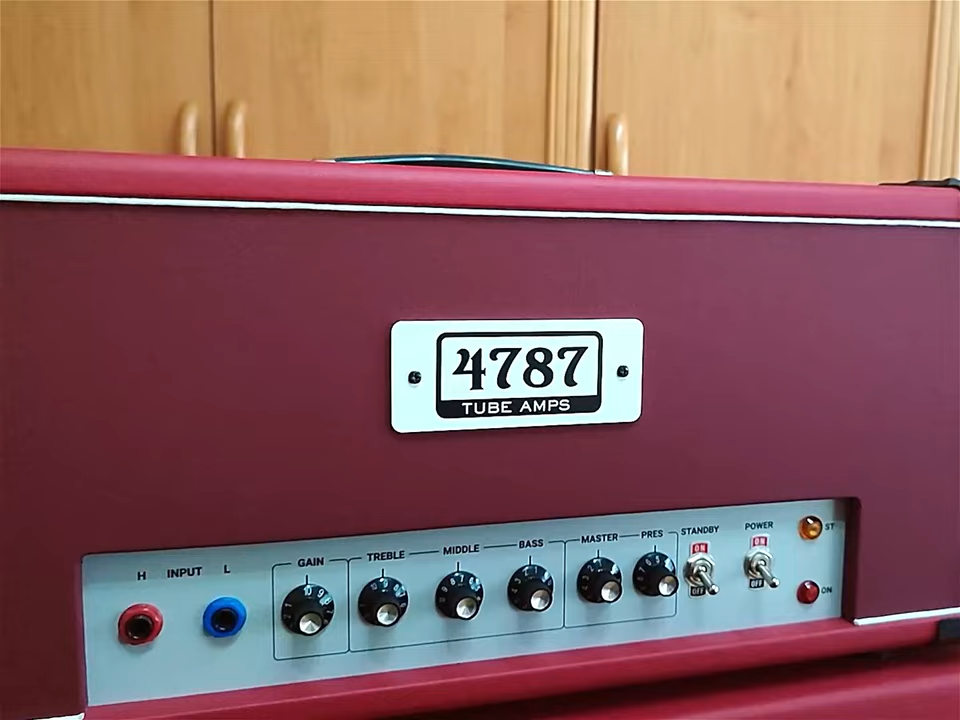 4787
TUBE AMPS
H INPUT L
GAIN
TREBLE
MIDDLE
BASS
MASTER
PRES
STANDBY
ON
OFF
POWER
ON
OFF
ST
ON